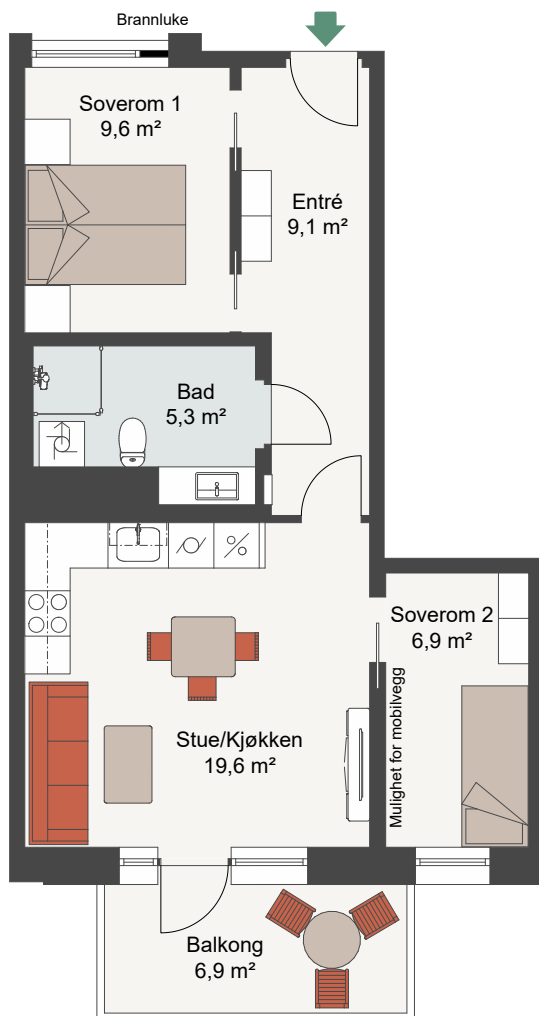 Brannluke
Soverom 1
9,6 m²
Entré
9,1 m²
Bad
5,3 m²
Soverom 2
6,9 m²
Mulighet for mobilvegg
Stue/Kjøkken
19,6 m²
Balkong
6,9 m²